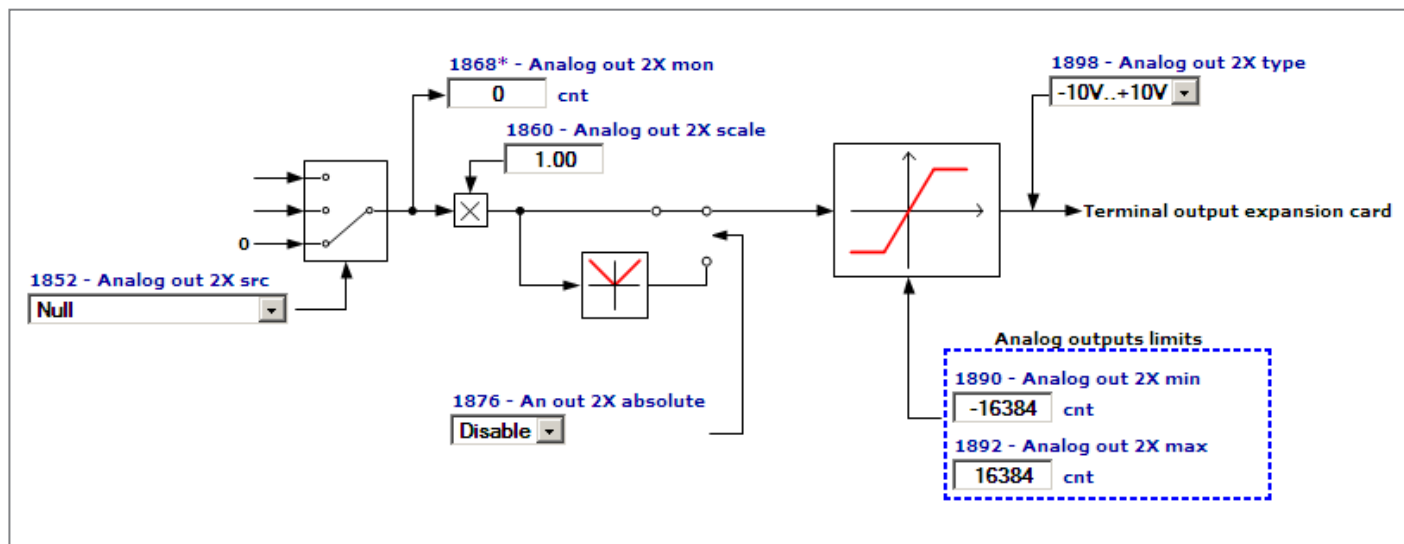 1868* - Analog out 2X mon
0 cnt
1898 - Analog out 2X type
-10V..+10V
1860 - Analog out 2X scale
1.00
Terminal output expansion card
0
1852 - Analog out 2X src
Null
Analog outputs limits
1890 - Analog out 2X min
-16384 cnt
1876 - An out 2X absolute
Disable
1892 - Analog out 2X max
16384 cnt